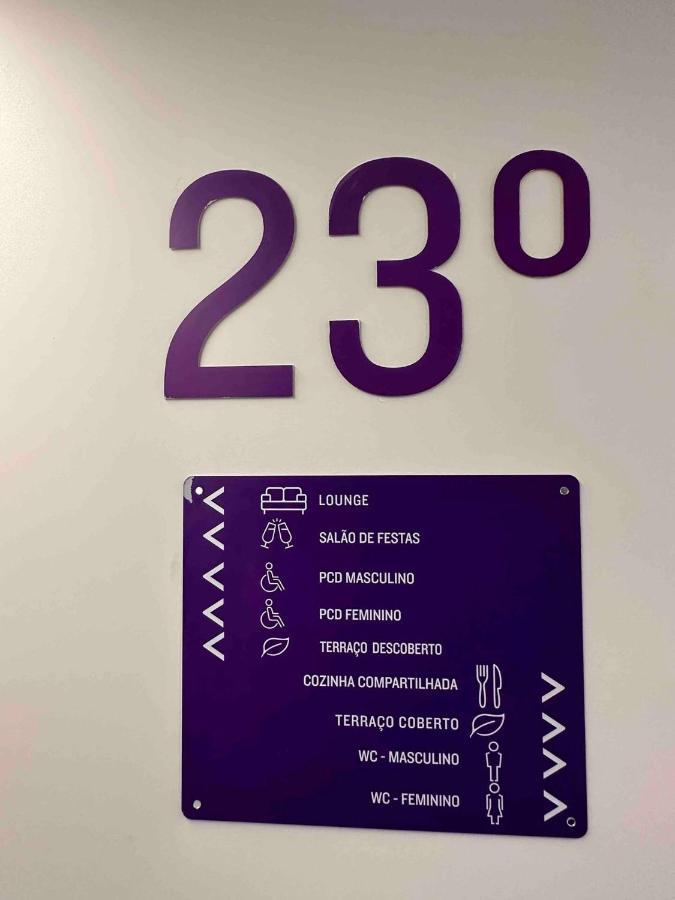 23º
LOUNGE
SALÃO DE FESTAS
PCD MASCULINO
PCD FEMININO
TERRAÇO DESCOBERTO
COZINHA COMPARTILHADA
TERRAÇO COBERTO
WC - MASCULINO
WC - FEMININO